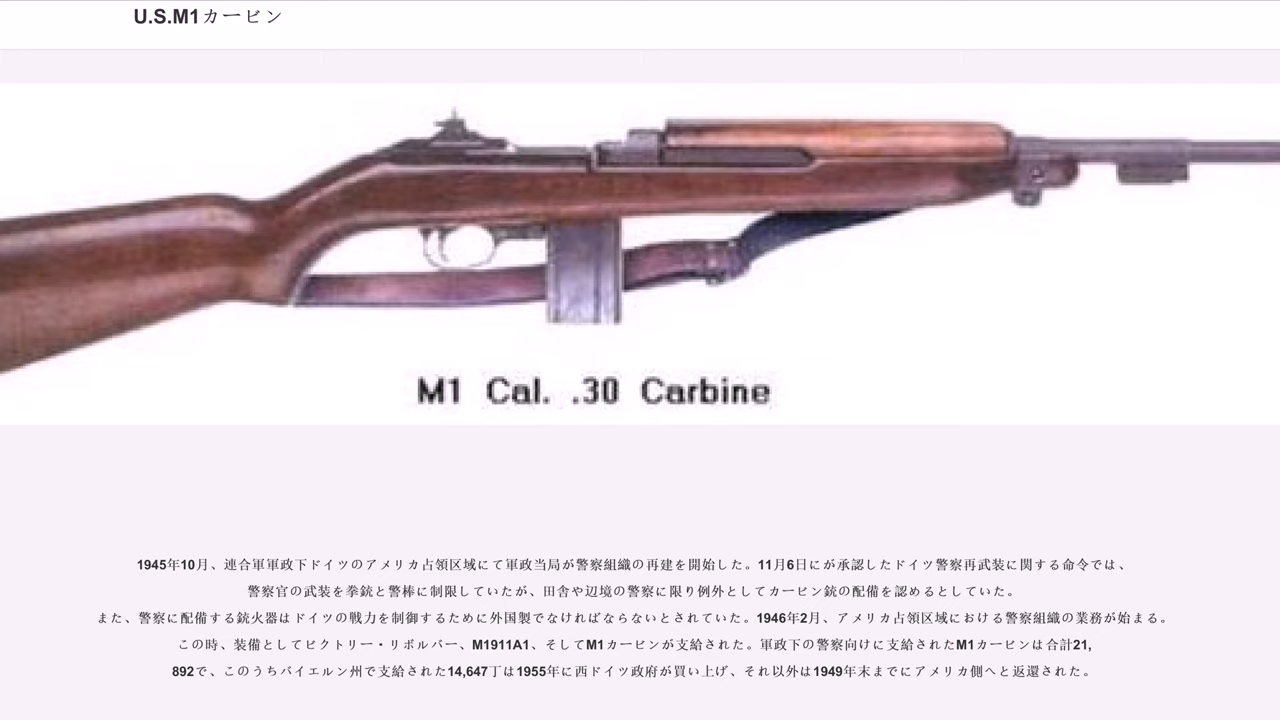 U.S.M1カービン
M1 Cal. .30 Carbine
1945年10月、連合軍軍政下ドイツのアメリカ占領区域にて軍政当局が警察組織の再建を開始した。11月6日にが承認したドイツ警察再武装に関する命令では、
警察官の武装を拳銃と警棒に制限していたが、田舎や辺境の警察に限り例外としてカービン銃の配備を認めるとしていた。
また、警察に配備する銃火器はドイツの戦力を制御するために外国製でなければならないとされていた。1946年2月、アメリカ占領区域における警察組織の業務が始まる。
この時、装備としてビクトリー・リボルバー、M1911A1、そしてM1カービンが支給された。軍政下の警察向けに支給されたM1カービンは合計21,
892で、このうちバイエルン州で支給された14,647丁は1955年に西ドイツ政府が買い上げ、それ以外は1949年末までにアメリカ側へと返還された。